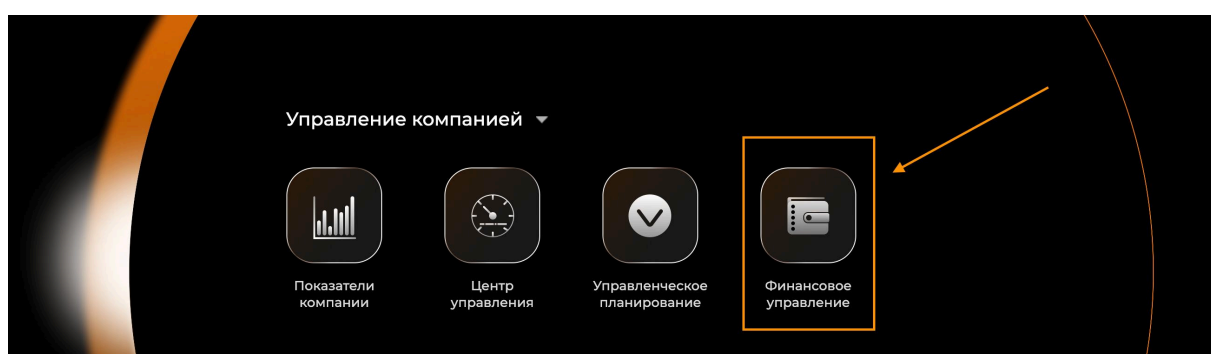 Управление компанией
Показатели
компании
Центр
управления
Управленческое
планирование
Финансовое
управление